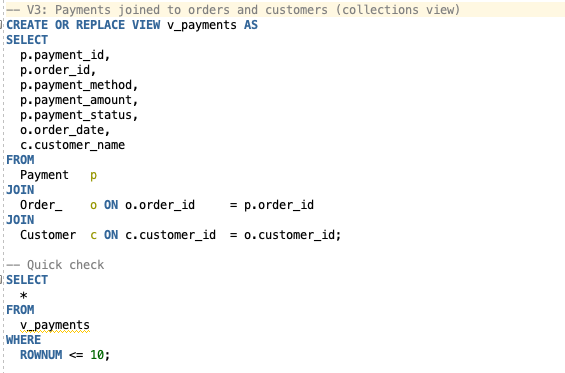 -- V3: Payments joined to orders and customers (collections view)
CREATE OR REPLACE VIEW v_payments AS
SELECT
  p.payment_id,
  p.order_id,
  p.payment_method,
  p.payment_amount,
  p.payment_status,
  o.order_date,
  c.customer_name
FROM
  Payment   p
JOIN
  Order_    o ON o.order_id     = p.order_id
JOIN
  Customer  c ON c.customer_id  = o.customer_id;

-- Quick check
SELECT
  *
FROM
  v_payments
WHERE
  ROWNUM <= 10;